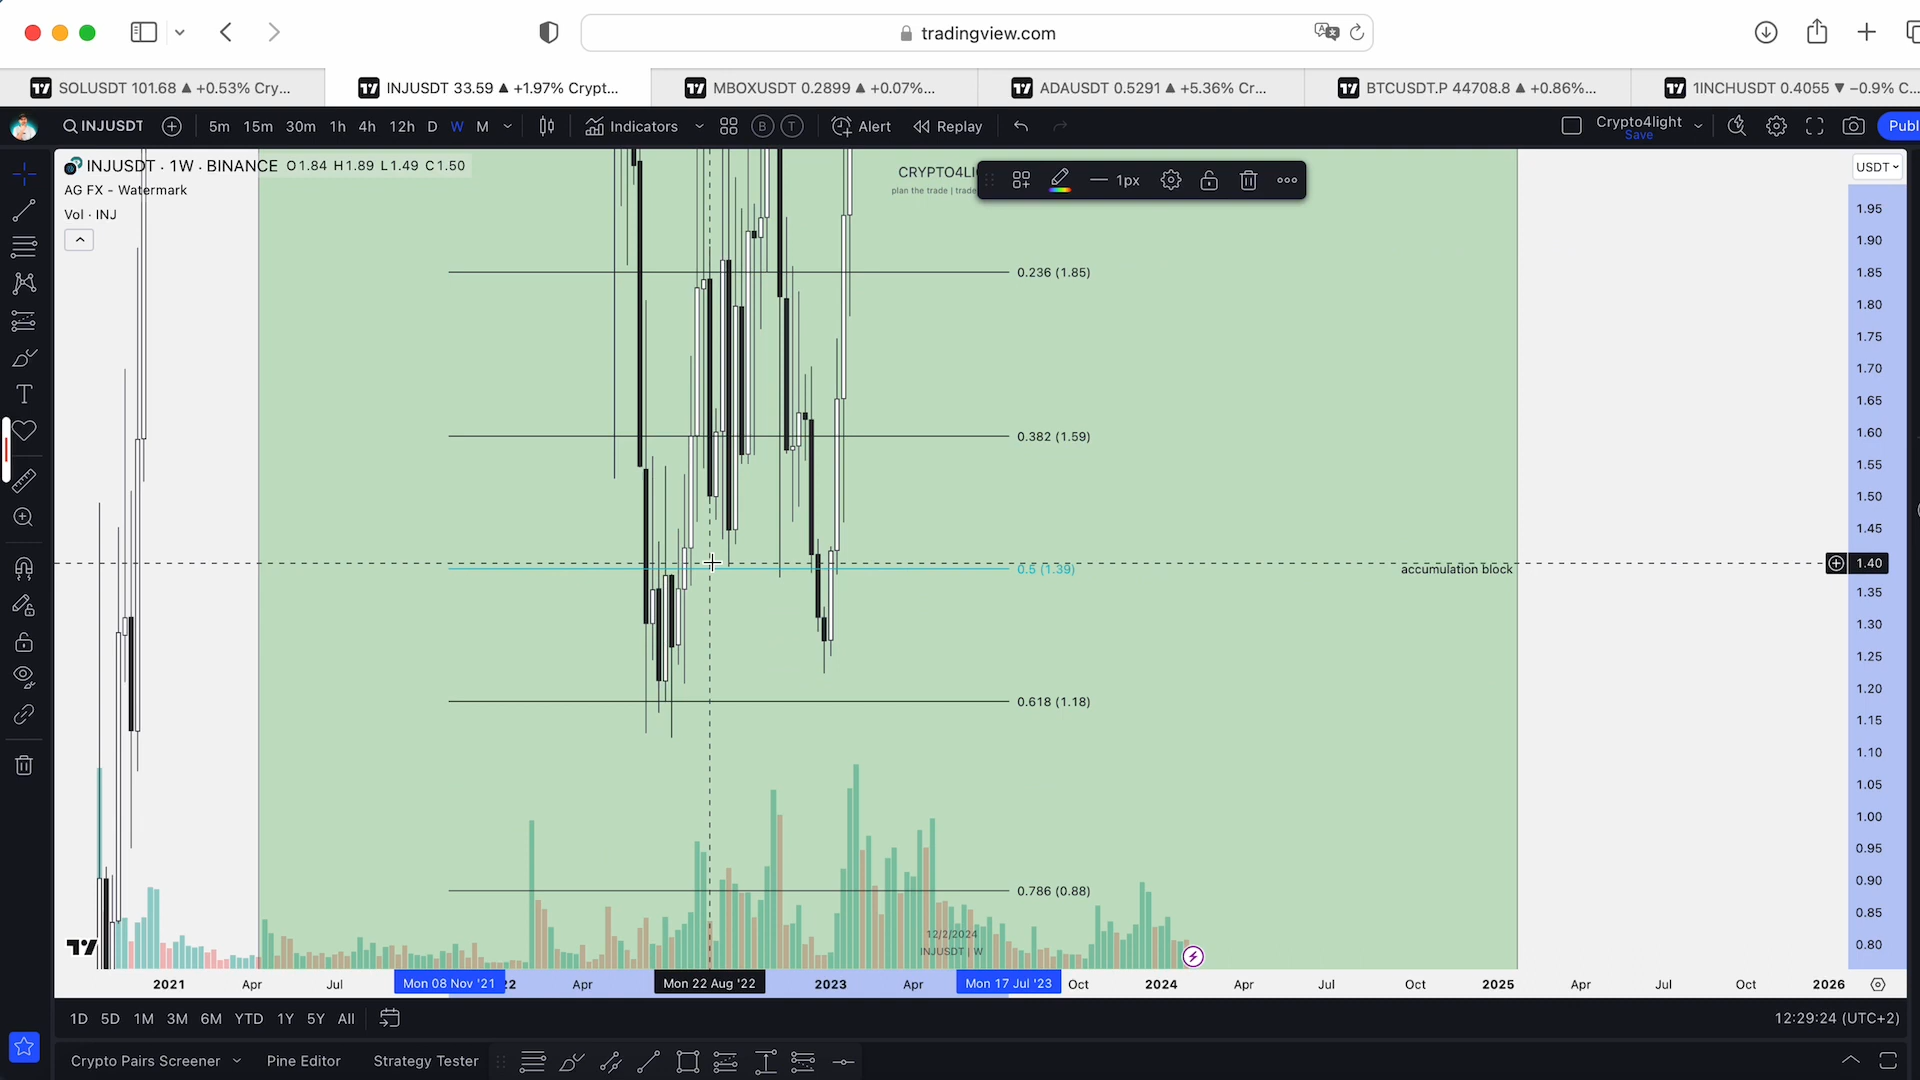 tradingview.com
SOLUSDT 101.68 ▲ +0.53% Cry...
INJUSDT 33.59 ▲ +1.97% Crypt...
MBOXUSDT 0.2899 ▲ +0.07%...
ADAUSDT 0.5291 ▲ +5.36% Cr...
BTCUSDT.P 44708.8 ▲ +0.86%...
1INCHUSDT 0.4055 ▼ −0.9% C...
INJUSDT 5m 15m 30m 1h 4h 12h D W M Indicators B T Alert Replay Crypto4light Publ
Save
INJUSDT · 1W · BINANCE O1.84 H1.89 L1.49 C1.50
AG FX - Watermark
Vol · INJ
CRYPTO4LI
plan the trade | trade
1px
USDT
1.95
1.90
1.85
1.80
1.75
1.70
1.65
1.60
1.55
1.50
1.45
1.40
1.35
1.30
1.25
1.20
1.15
1.10
1.05
1.00
0.95
0.90
0.85
0.80
0.236 (1.85)
0.382 (1.59)
0.5 (1.39)
accumulation block
0.618 (1.18)
0.786 (0.88)
12/2/2024
INJUSDT | W
2021 Apr Jul Mon 08 Nov '21 22 Apr Mon 22 Aug '22 2023 Apr Mon 17 Jul '23 Oct 2024 Apr Jul Oct 2025 Apr Jul Oct 2026
1D 5D 1M 3M 6M YTD 1Y 5Y All 12:29:24 (UTC+2)
Crypto Pairs Screener Pine Editor Strategy Tester